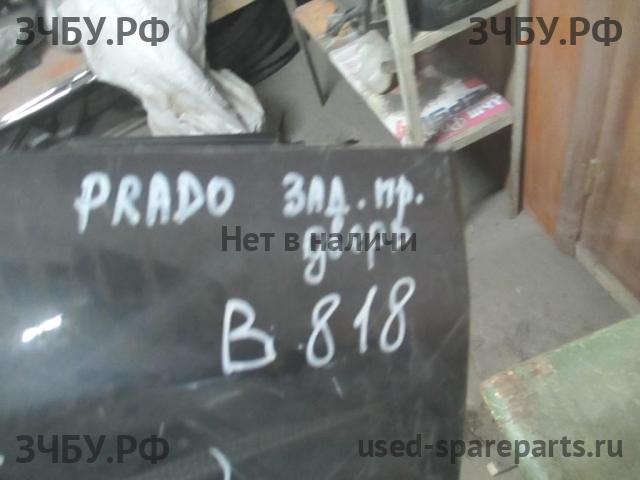 ЗЧБУ.РФ
ЗЧБУ.РФ
PRADO ЗАД. пр.
дверь
Нет в наличи
В.818
ЗЧБУ.РФ
used-spareparts.ru